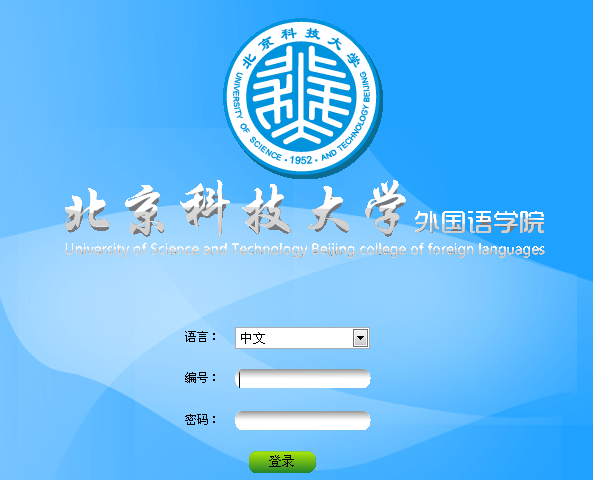 北京科技大学
UNIVERSITY OF SCIENCE AND TECHNOLOGY BEIJING
·1952·
北京科技大学 外国语学院
University of Science and Technology Beijing college of foreign languages
语言： 中文
编号：
密码：
登录